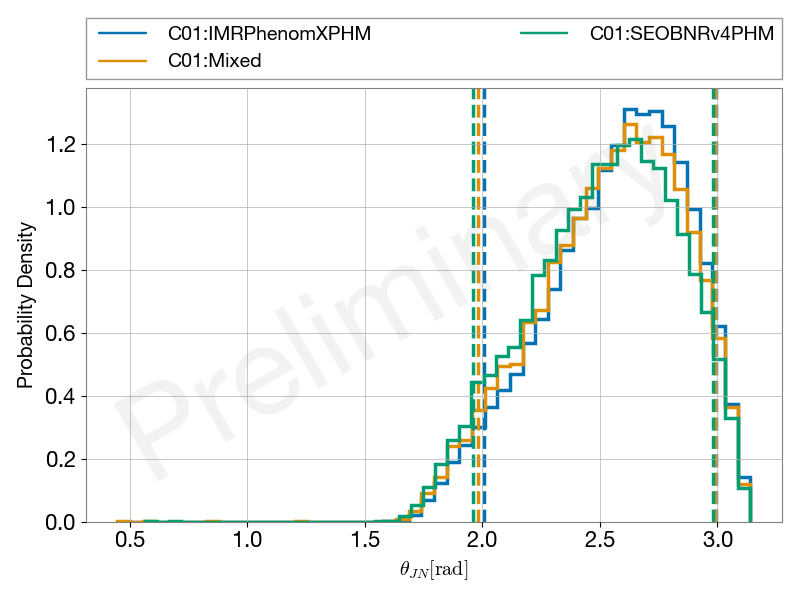 C01:IMRPhenomXPHM
C01:Mixed
C01:SEOBNRv4PHM
Preliminary
Probability Density
1.2
1.0
0.8
0.6
0.4
0.2
0.0
0.5 1.0 1.5 2.0 2.5 3.0
θ_JN[rad]